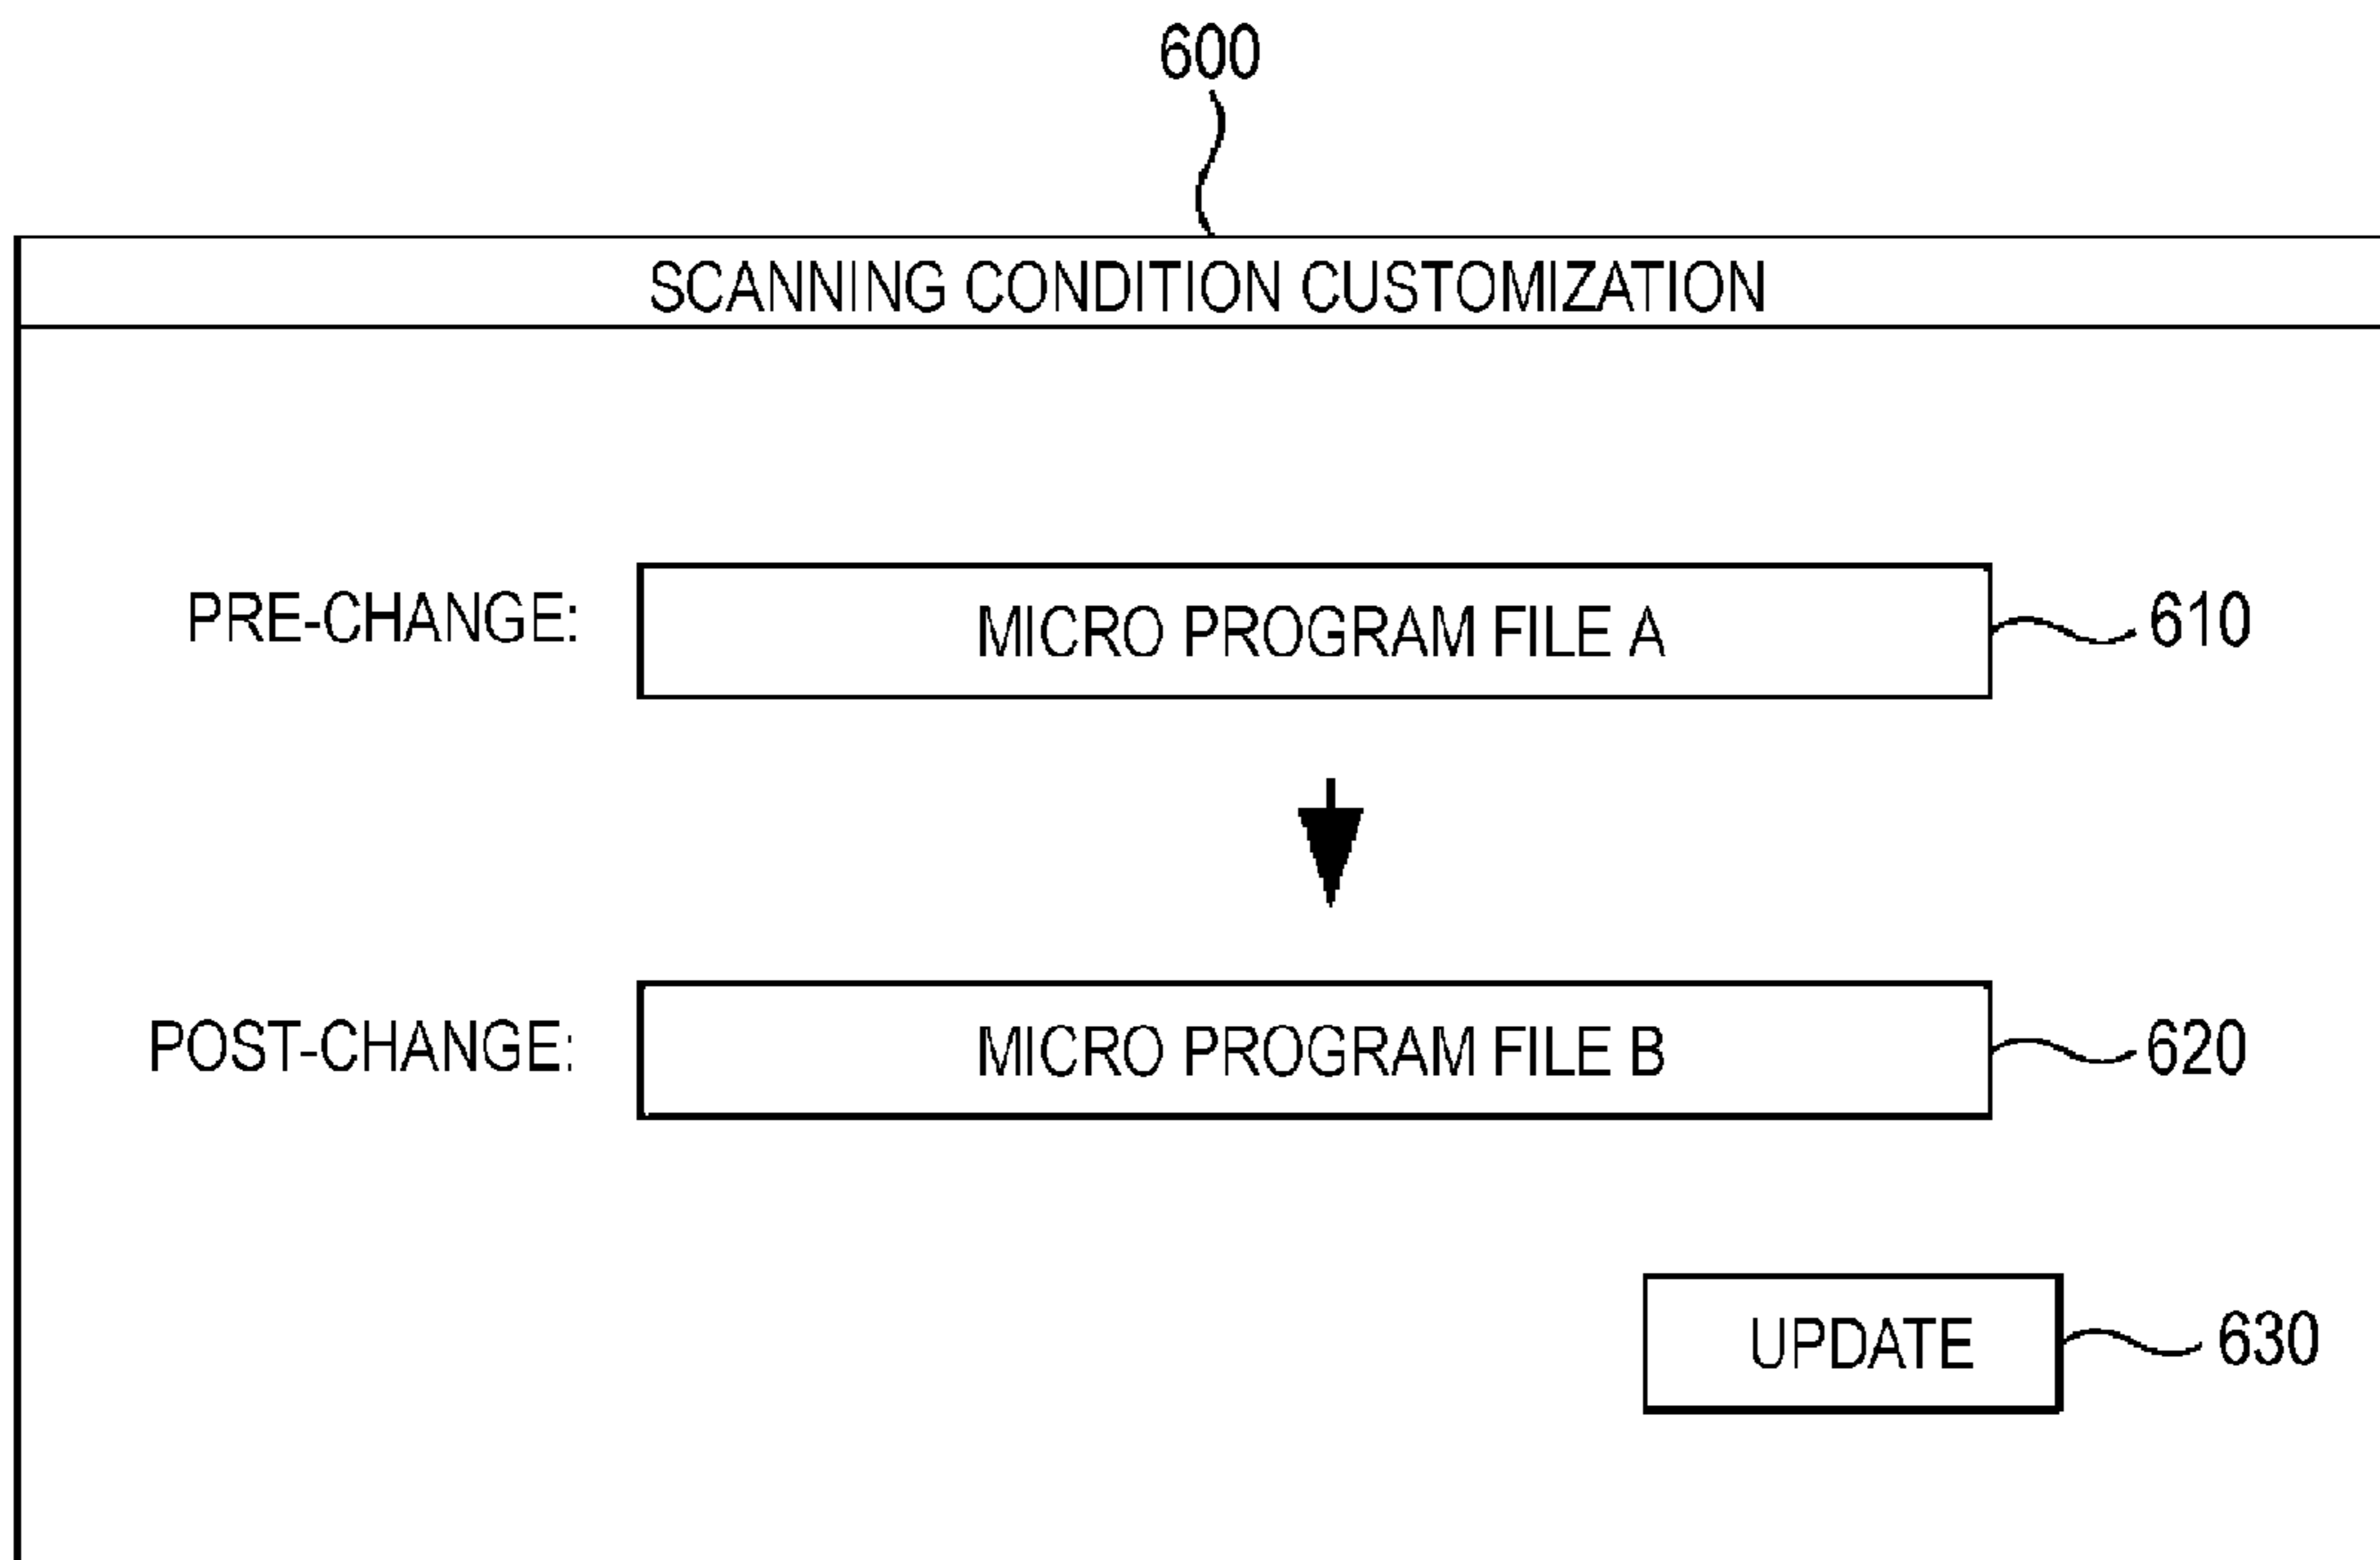 600
SCANNING CONDITION CUSTOMIZATION
PRE-CHANGE: MICRO PROGRAM FILE A 610
POST-CHANGE: MICRO PROGRAM FILE B 620
UPDATE 630